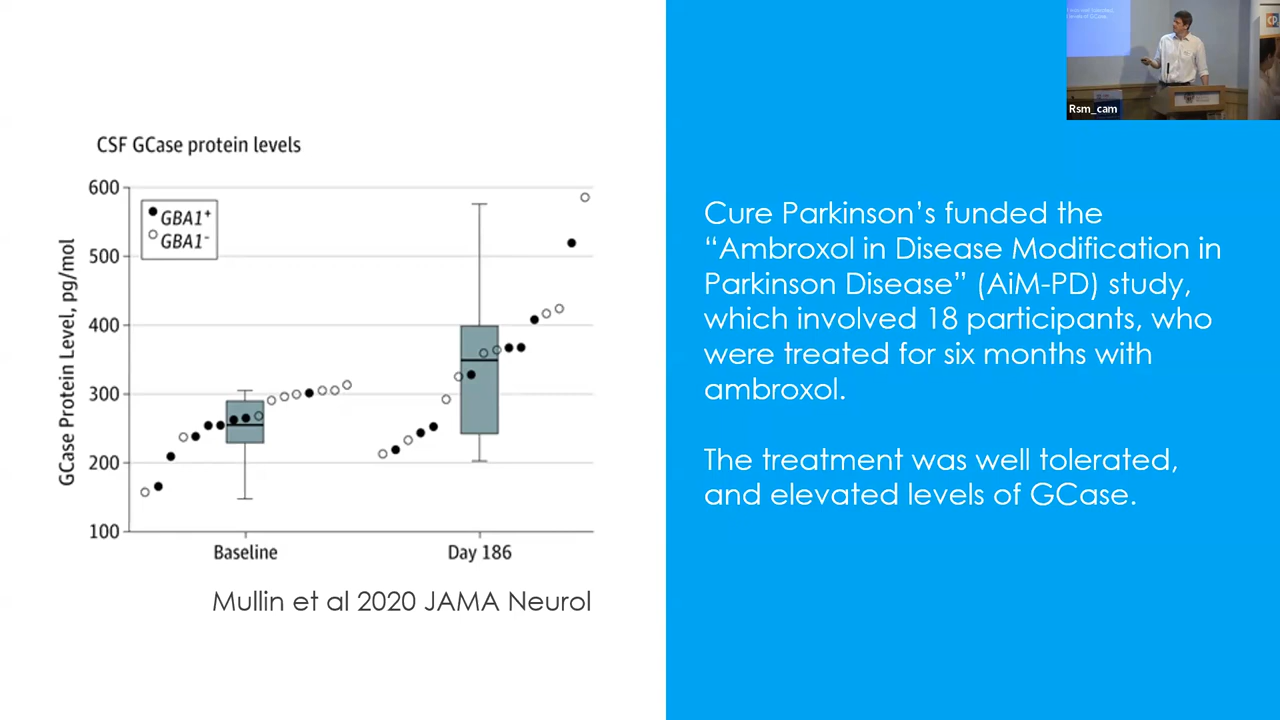 CSF GCase protein levels
GCase Protein Level, pg/mol
600
500
400
300
200
100
GBA1+
GBA1-
Baseline
Day 186
Mullin et al 2020 JAMA Neurol
Cure Parkinson’s funded the
“Ambroxol in Disease Modification in
Parkinson Disease” (AiM-PD) study,
which involved 18 participants, who
were treated for six months with
ambroxol.
The treatment was well tolerated,
and elevated levels of GCase.
Rsm_cam